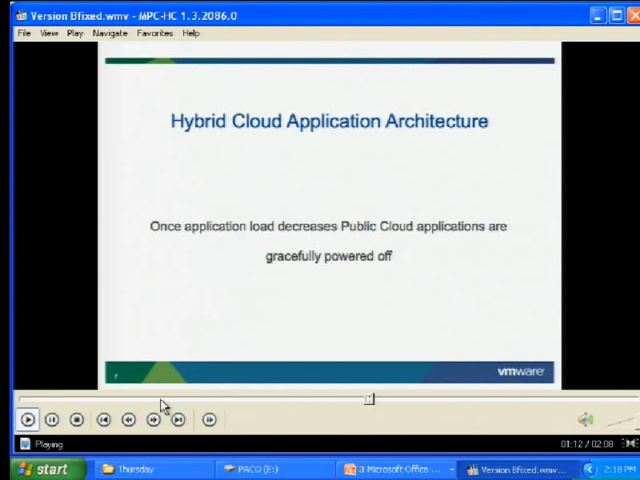 Version Bfixed.wmv - MPC-HC 1.3.2086.0
File View Play Navigate Favorites Help
Hybrid Cloud Application Architecture
Once application load decreases Public Cloud applications are
gracefully powered off
7
vmware
Playing
01:12 / 02:08
start
Thursday
PACO (E:)
3 Microsoft Office ...
Version Bfixed.wmv...
2:18 PM